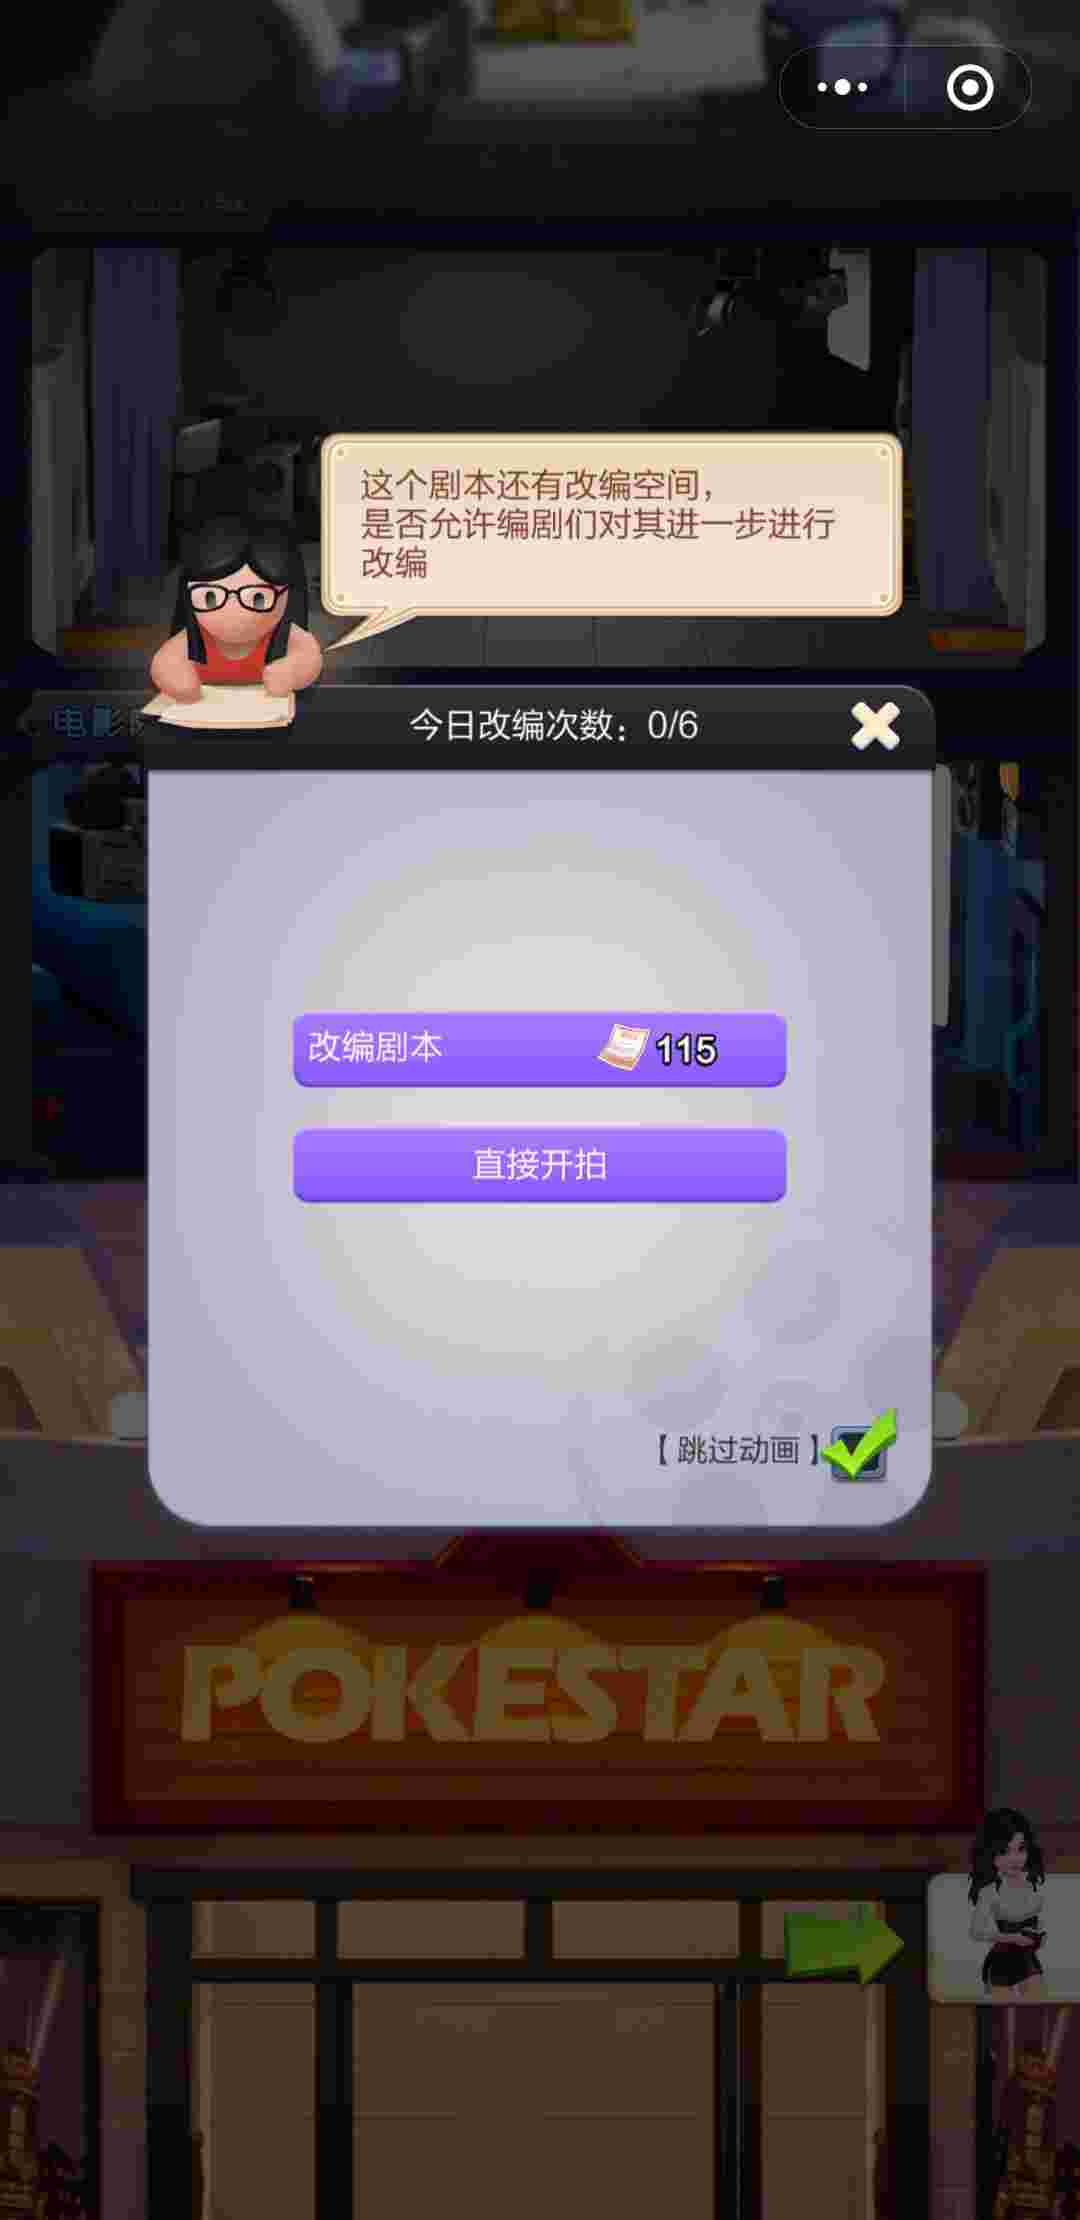 这个剧本还有改编空间，
是否允许编剧们对其进一步进行
改编
电影
今日改编次数：0/6
改编剧本 115
直接开拍
【跳过动画】
POKESTAR